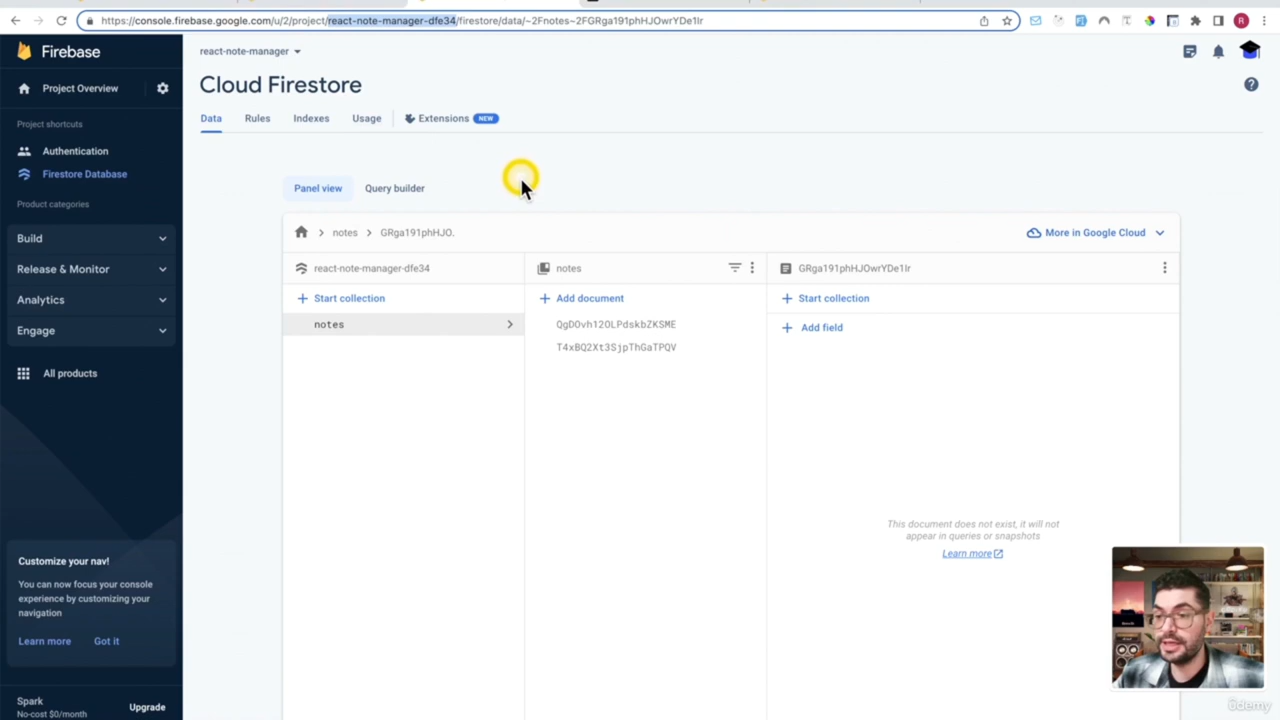 https://console.firebase.google.com/u/2/project/react-note-manager-dfe34/firestore/data/~2Fnotes~2FGRga191phHJOwrYDe1Ir
R
Firebase
react-note-manager
Project Overview
Cloud Firestore
Data Rules Indexes Usage Extensions NEW
Project shortcuts
Authentication
Firestore Database
Product categories
Build
Release & Monitor
Analytics
Engage
All products
Panel view Query builder
notes GRga191phHJO.
More in Google Cloud
react-note-manager-dfe34
notes
GRga191phHJOwrYDe1Ir
Start collection
Add document
Start collection
notes
QgDOvh12OLPdskbZKSME
Add field
T4xBQ2Xt3SjpThGaTPQV
This document does not exist, it will not
appear in queries or snapshots
Learn more
Customize your nav!
You can now focus your console
experience by customizing your
navigation
Learn more Got it
Spark
No-cost $0/month
Upgrade
ûdemy